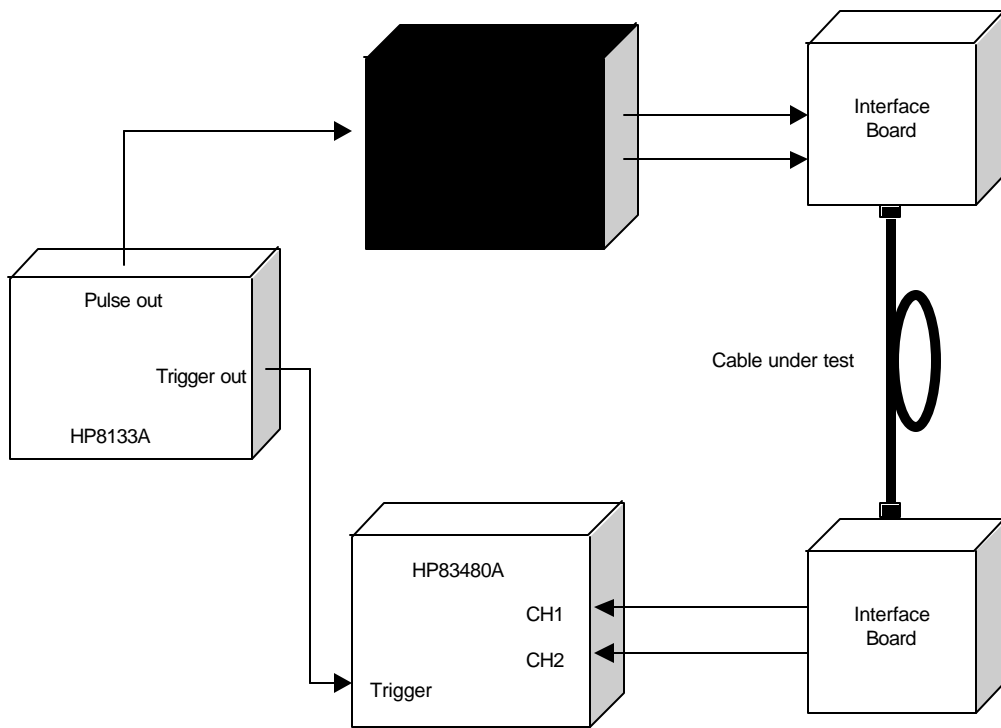 Interface
Board
Pulse out
Trigger out
HP8133A
Cable under test
HP83480A
CH1
CH2
Trigger
Interface
Board